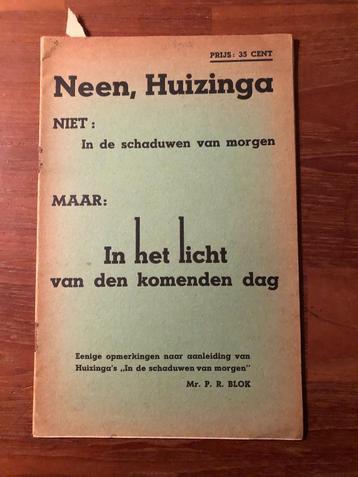 PRIJS: 35 CENT
Neen, Huizinga
NIET:
In de schaduwen van morgen
MAAR:
In het licht
van den komenden dag
Eenige opmerkingen naar aanleiding van
Huizinga's „In de schaduwen van morgen"
Mr. P. R. BLOK